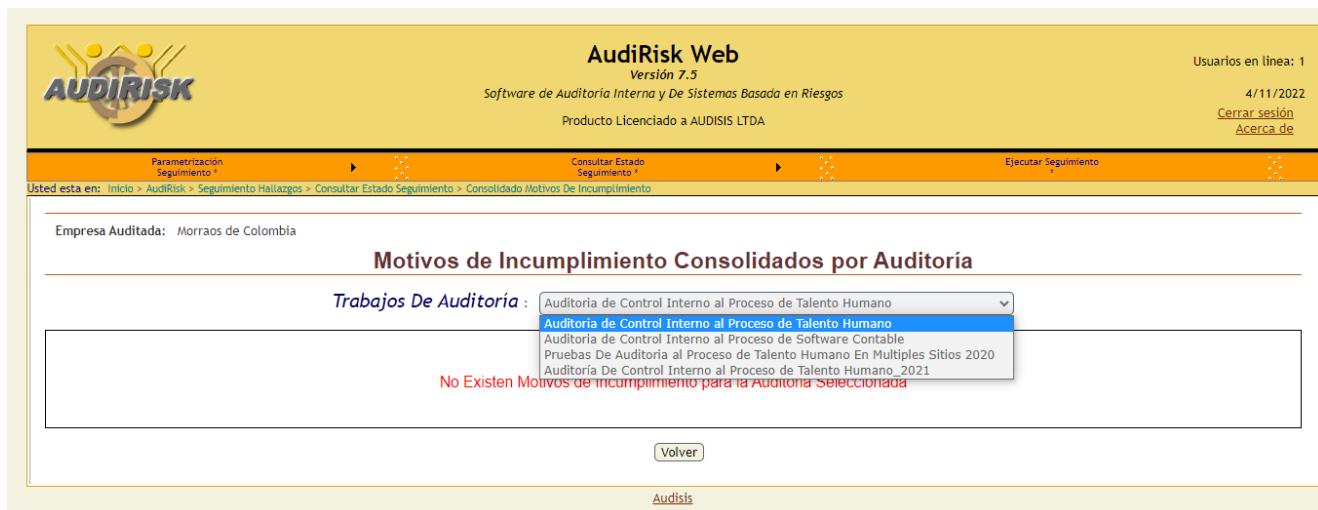 AUDIRISK
AudiRisk Web
Versión 7.5
Software de Auditoría Interna y De Sistemas Basada en Riesgos
Producto Licenciado a AUDISIS LTDA
Usuarios en linea: 1
4/11/2022
Cerrar sesión
Acerca de
Parametrización
Seguimiento *
Consultar Estado
Seguimiento *
Ejecutar Seguimiento
*
Usted esta en: Inicio > AudiRisk > Seguimiento Hallazgos > Consultar Estado Seguimiento > Consolidado Motivos De Incumplimiento
Empresa Auditada: Morraos de Colombia
Motivos de Incumplimiento Consolidados por Auditoría
Trabajos De Auditoría : Auditoria de Control Interno al Proceso de Talento Humano
Auditoria de Control Interno al Proceso de Talento Humano
Auditoria de Control Interno al Proceso de Software Contable
Pruebas De Auditoria al Proceso de Talento Humano En Multiples Sitios 2020
Auditoría De Control Interno al Proceso de Talento Humano_2021
No Existen Motivos de Incumplimiento para la Auditoria Seleccionada
Volver
Audisis